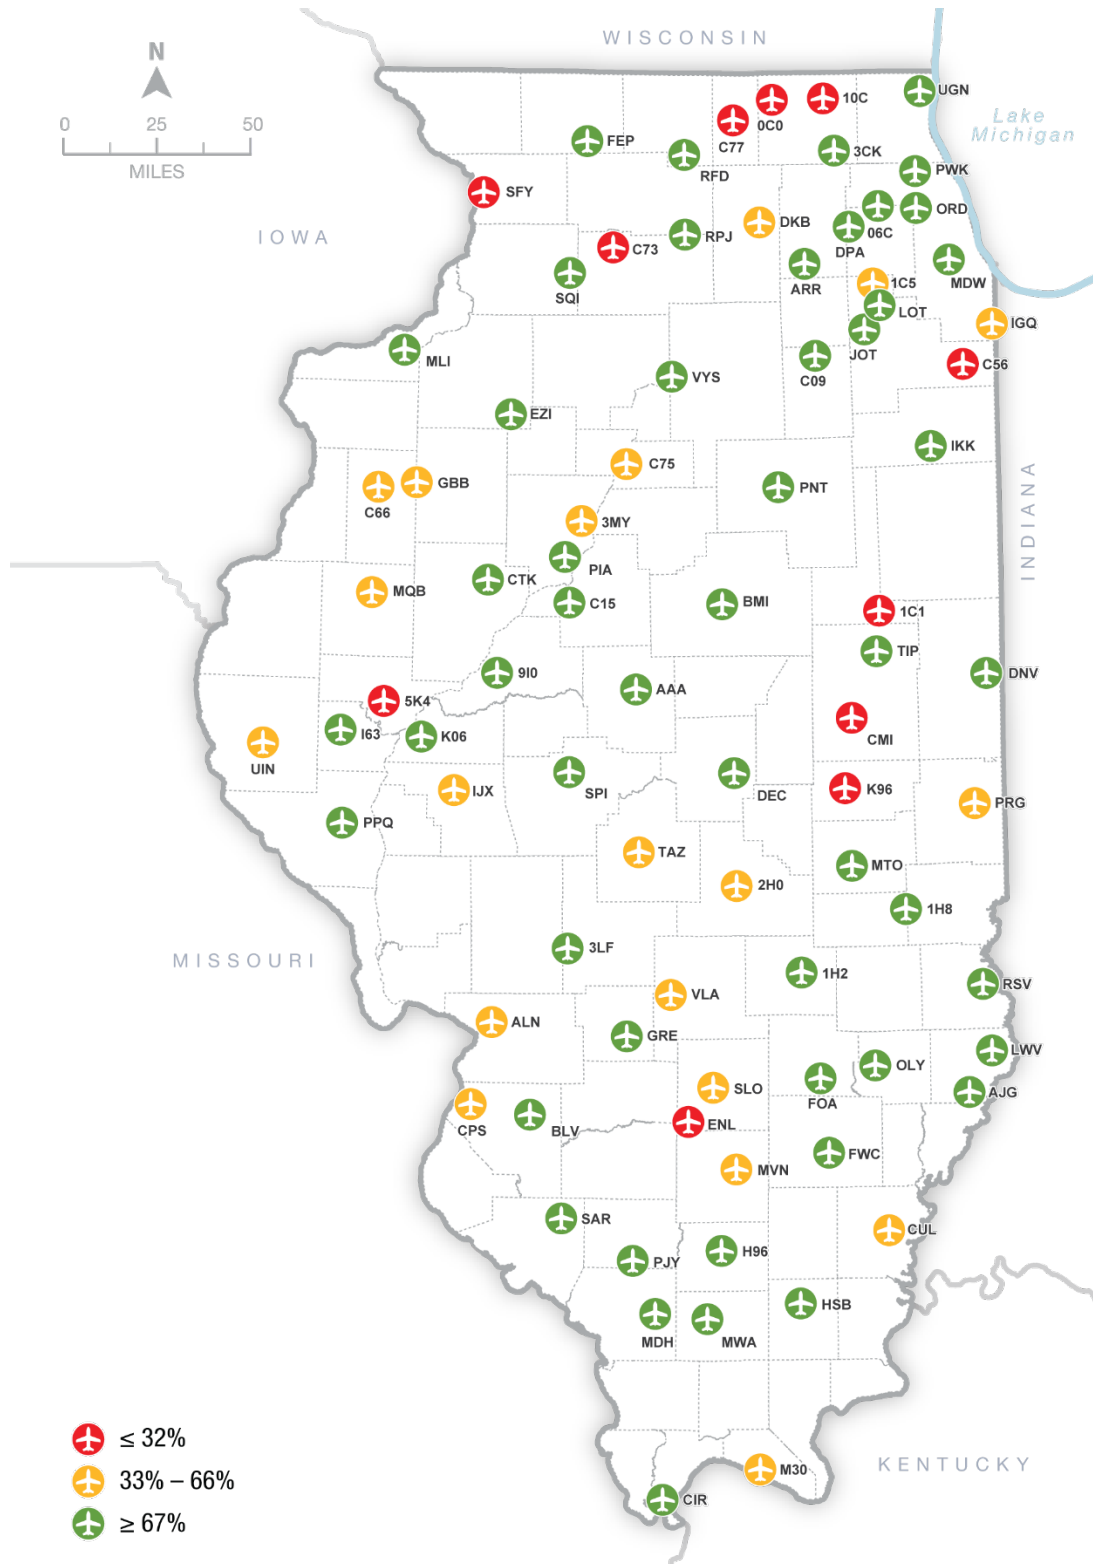 WISCONSIN
N
0 25 50
MILES
UGN
10C
0C0
C77
Lake
Michigan
FEP
RFD
3CK
PWK
SFY
ORD
DKB
06C
IOWA
RPJ
C73
DPA
MDW
ARR
SQI
1C5
LOT
IGQ
JOT
MLI
C09
C56
VYS
EZI
IKK
C75
GBB
PNT
C66
INDIANA
3MY
PIA
CTK
MQB
C15
BMI
1C1
TIP
9I0
DNV
AAA
5K4
I63
K06
CMI
UIN
SPI
DEC
IJX
K96
PRG
PPQ
TAZ
MTO
2H0
1H8
3LF
MISSOURI
1H2
RSV
VLA
ALN
GRE
LWV
OLY
SLO
FOA
AJG
CPS
BLV
ENL
FWC
MVN
SAR
CUL
H96
PJY
HSB
MDH
MWA
≤ 32%
33% – 66%
≥ 67%
KENTUCKY
M30
CIR